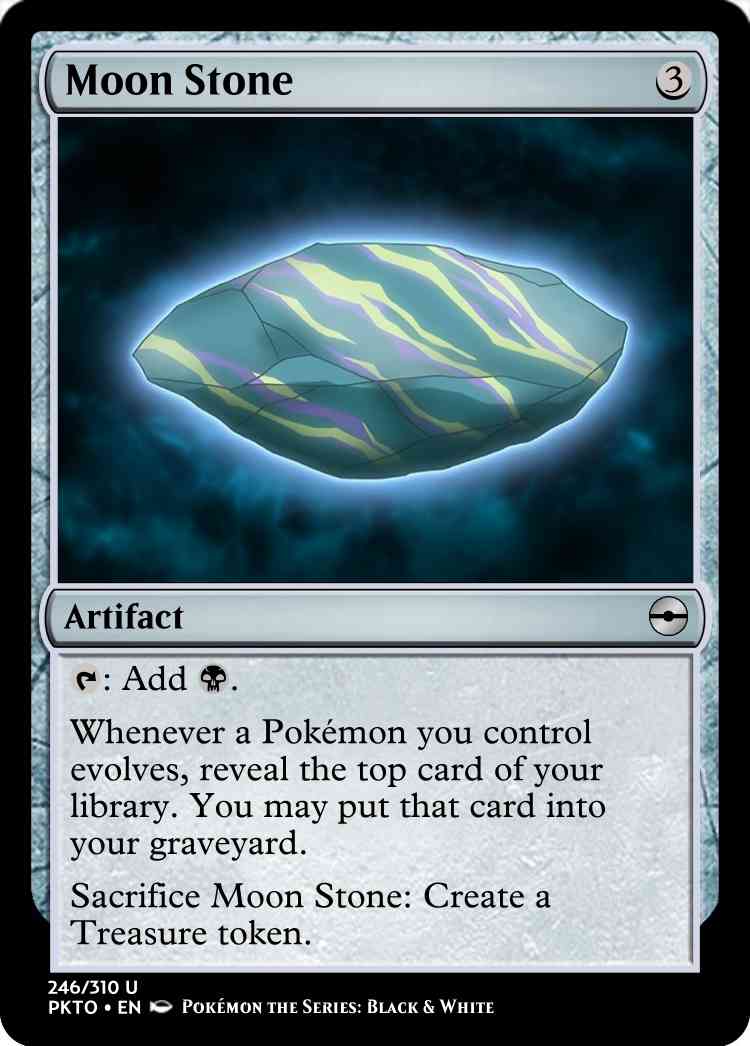 Moon Stone 3
Artifact
: Add .
Whenever a Pokémon you control
evolves, reveal the top card of your
library. You may put that card into
your graveyard.
Sacrifice Moon Stone: Create a
Treasure token.
246/310 U
PKTO • EN Pokémon the Series: Black & White